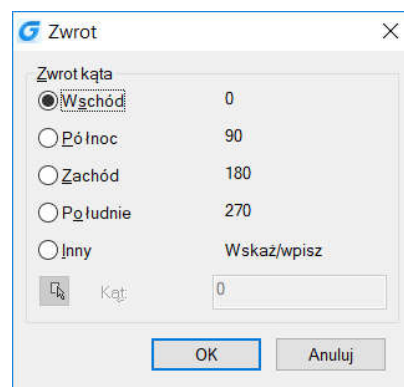 Zwrot
Zwrot kąta
Wschód 0
Północ 90
Zachód 180
Południe 270
Inny Wskaż/wpisz
Kąt: 0
OK Anuluj